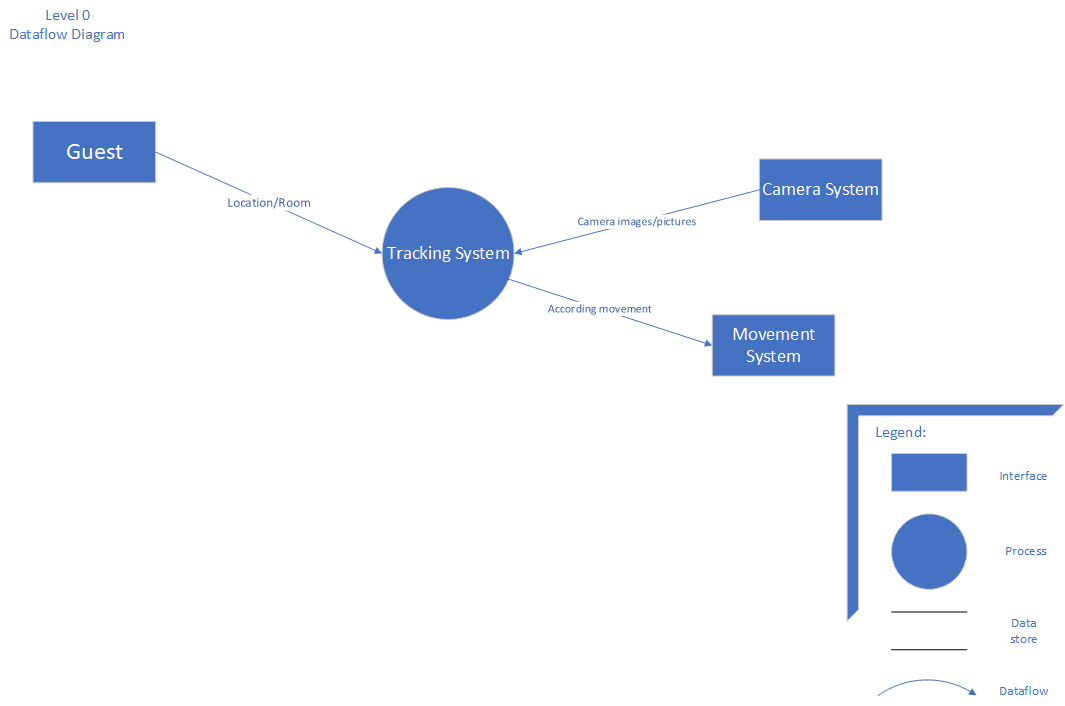 Level 0
Dataflow Diagram
Guest
Location/Room
Tracking System
Camera System
Camera images/pictures
According movement
Movement
System
Legend:
Interface
Process
Data
store
Dataflow